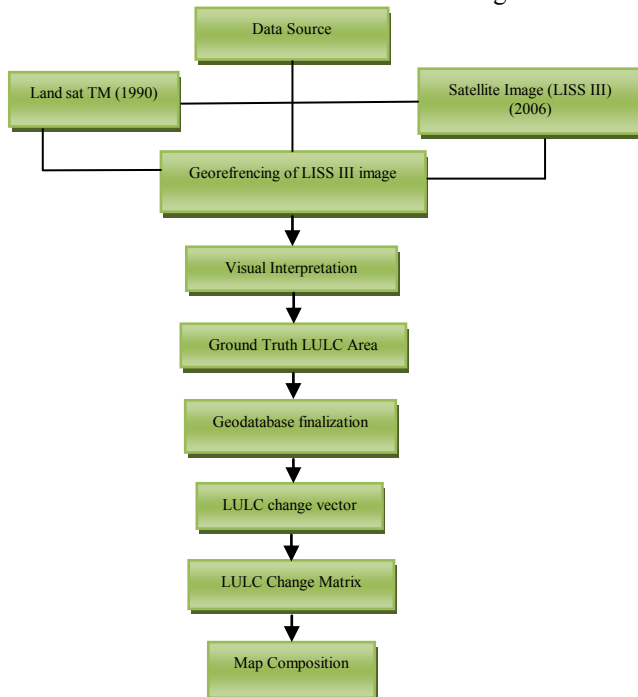 Data Source
Land sat TM (1990)
Satellite Image (LISS III)
(2006)
Georefrencing of LISS III image
Visual Interpretation
Ground Truth LULC Area
Geodatabase finalization
LULC change vector
LULC Change Matrix
Map Composition